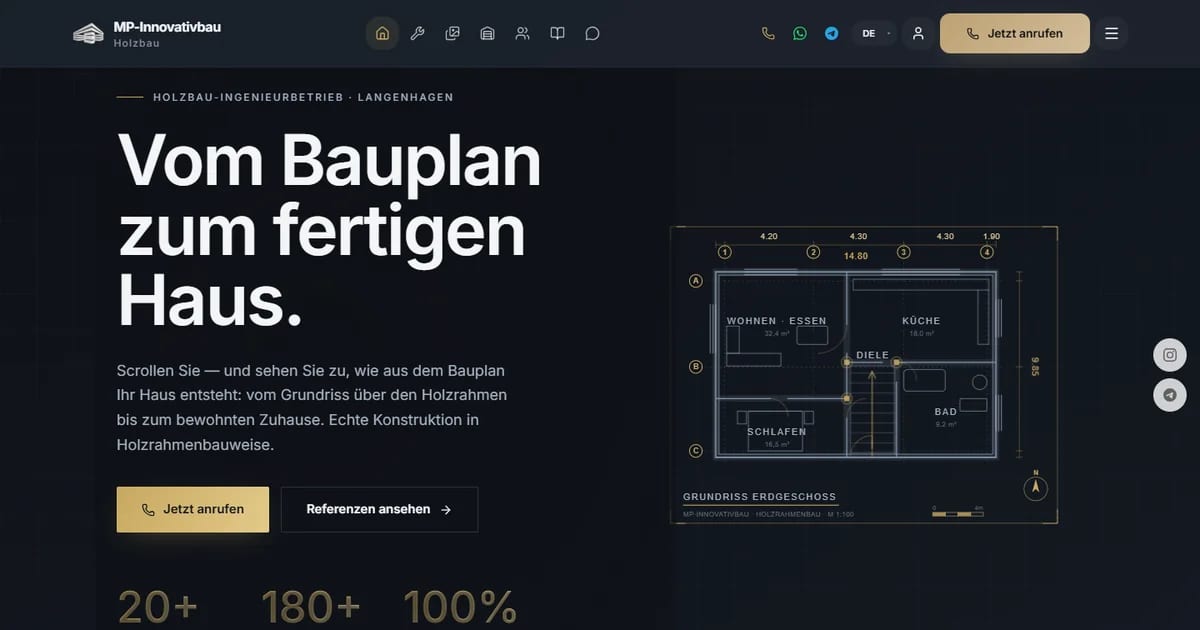 MP-Innovativbau
Holzbau
DE
Jetzt anrufen
HOLZBAU-INGENIEURBETRIEB · LANGENHAGEN
Vom Bauplan
zum fertigen
Haus.
Scrollen Sie — und sehen Sie zu, wie aus dem Bauplan
Ihr Haus entsteht: vom Grundriss über den Holzrahmen
bis zum bewohnten Zuhause. Echte Konstruktion in
Holzrahmenbauweise.
Jetzt anrufen
Referenzen ansehen →
20+ 180+ 100%
4.20 4.30 4.30 1.90
1 2 3 4
14.80
A
WOHNEN · ESSEN
32,4 m²
KÜCHE
18,0 m²
DIELE
B
9.85
BAD
9,2 m²
SCHLAFEN
16,5 m²
C
N
GRUNDRISS ERDGESCHOSS
MP-INNOVATIVBAU · HOLZRAHMENBAU · M 1:100
0 4m